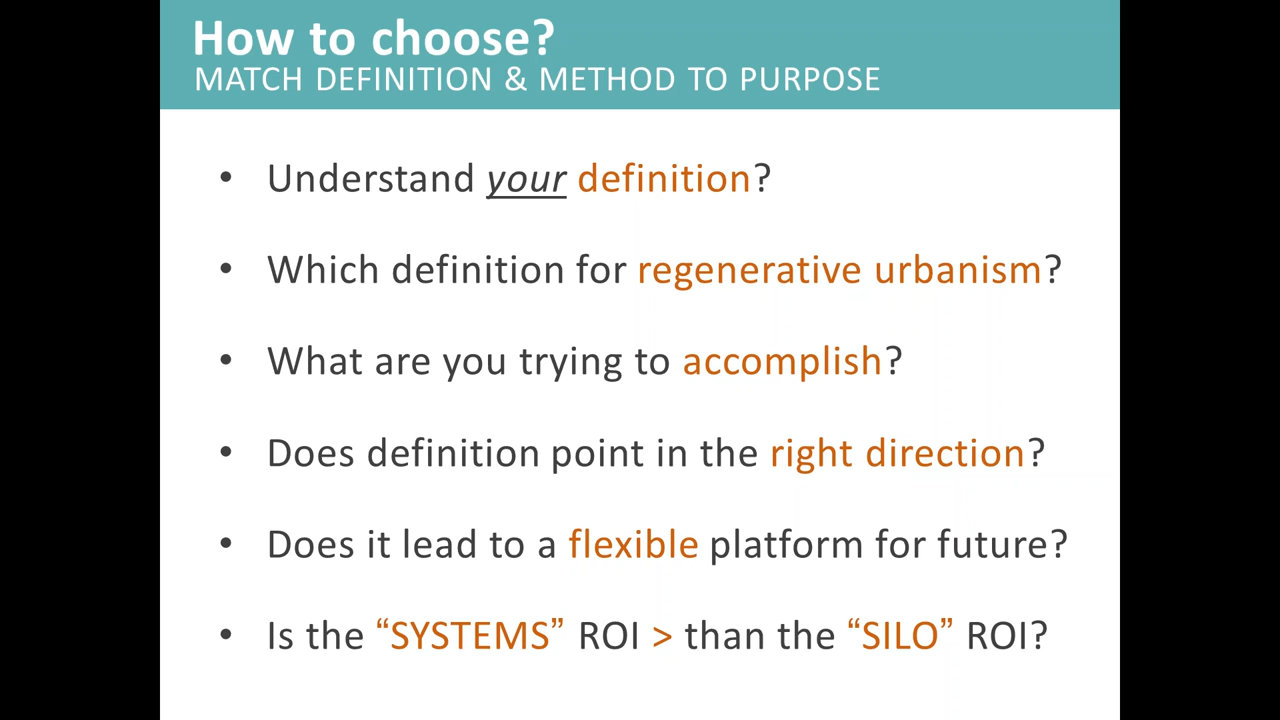 How to choose?
MATCH DEFINITION & METHOD TO PURPOSE
• Understand your definition?
• Which definition for regenerative urbanism?
• What are you trying to accomplish?
• Does definition point in the right direction?
• Does it lead to a flexible platform for future?
• Is the “SYSTEMS” ROI > than the “SILO” ROI?